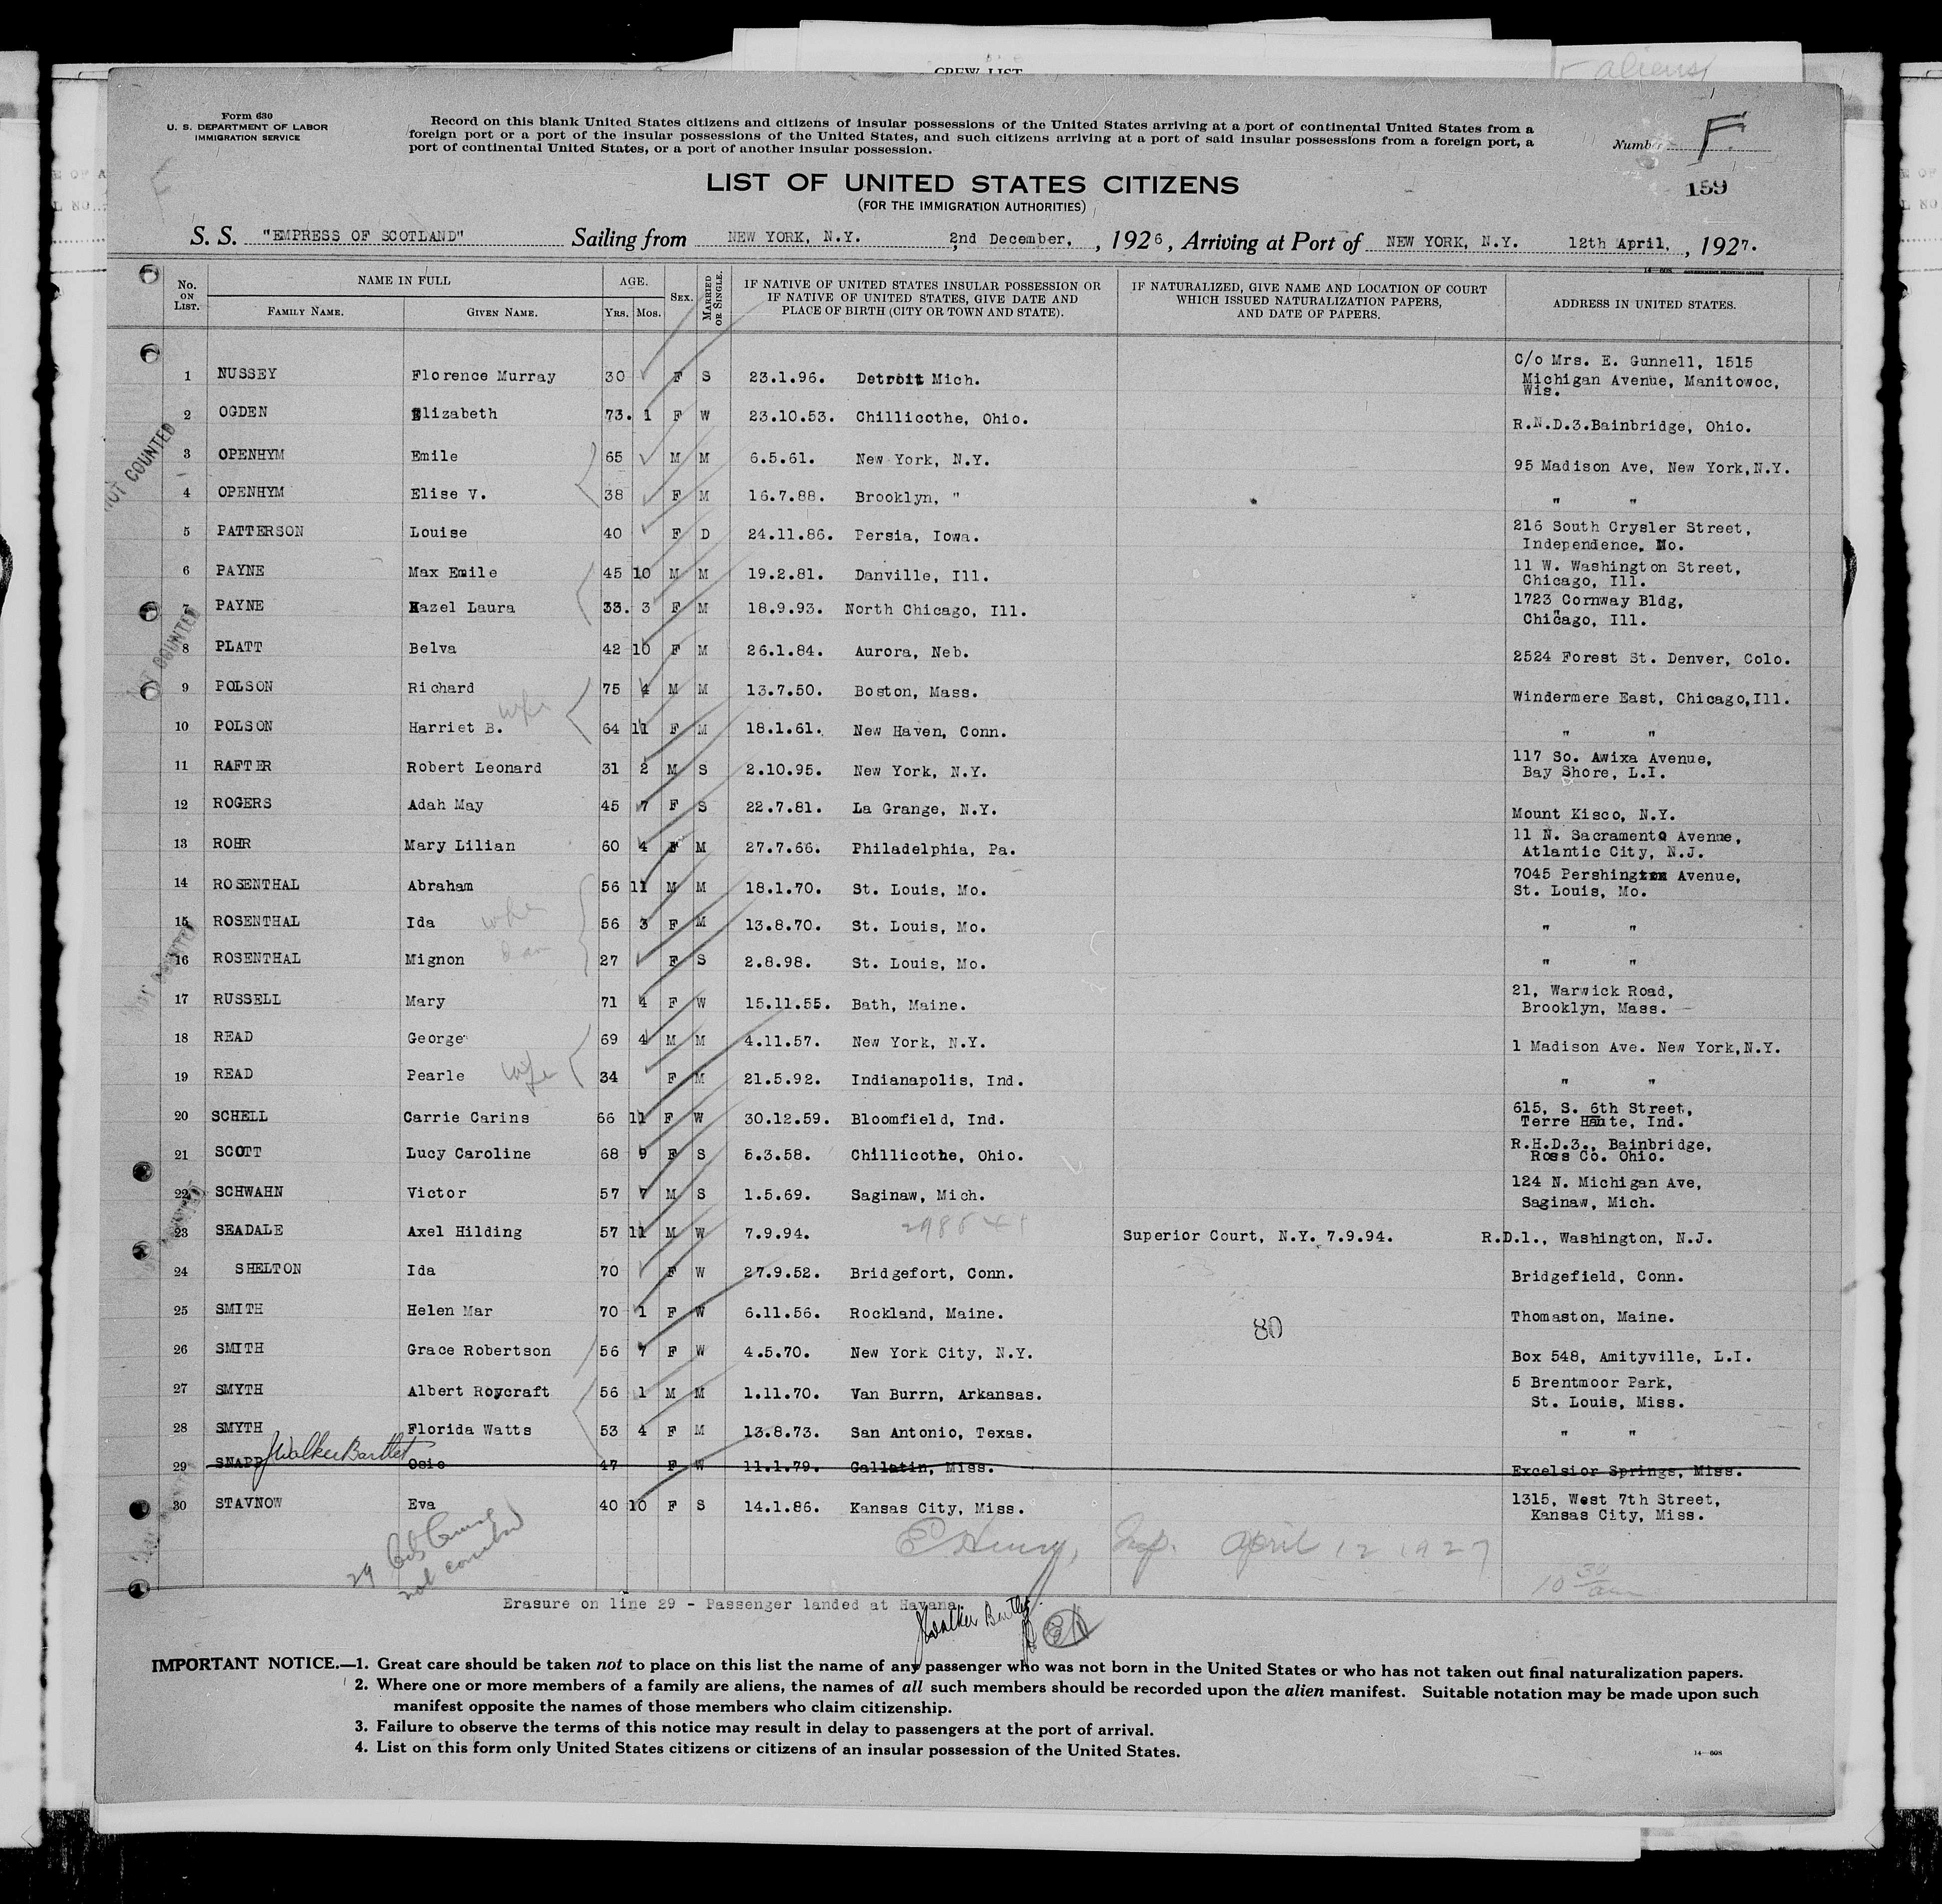 CREW LIST
aliens
Form 630
U. S. DEPARTMENT OF LABOR
IMMIGRATION SERVICE
Record on this blank United States citizens and citizens of insular possessions of the United States arriving at a port of continental United States from a
foreign port or a port of the insular possessions of the United States, and such citizens arriving at a port of said insular possessions from a foreign port, a
port of continental United States, or a port of another insular possession.
Number F
159
LIST OF UNITED STATES CITIZENS
(FOR THE IMMIGRATION AUTHORITIES)
S. S. "EMPRESS OF SCOTLAND" Sailing from NEW YORK, N.Y. 2nd December, , 1926, Arriving at Port of NEW YORK, N.Y. 12th April, , 1927.
No. ON LIST. NAME IN FULL FAMILY NAME. GIVEN NAME. AGE. YRS. MOS. SEX. MARRIED OR SINGLE. IF NATIVE OF UNITED STATES INSULAR POSSESSION OR IF NATIVE OF UNITED STATES, GIVE DATE AND PLACE OF BIRTH (CITY OR TOWN AND STATE). IF NATURALIZED, GIVE NAME AND LOCATION OF COURT WHICH ISSUED NATURALIZATION PAPERS, AND DATE OF PAPERS. ADDRESS IN UNITED STATES.
1 NUSSEY Florence Murray 30 F S 23.1.96. Detroit Mich. C/o Mrs. E. Gunnell, 1515
Michigan Avenue, Manitowoc,
Wis.
2 OGDEN Elizabeth 73. 1 F W 23.10.53. Chillicothe, Ohio. R.N.D.3.Bainbridge, Ohio.
3 OPENHYM Emile 65 M M 6.5.61. New York, N.Y. 95 Madison Ave, New York,N.Y.
NOT COUNTED
4 OPENHYM Elise V. 38 F M 16.7.88. Brooklyn, " " "
5 PATTERSON Louise 40 F D 24.11.86. Persia, Iowa. 216 South Crysler Street,
Independence, Mo.
6 PAYNE Max Emile 45 10 M M 19.2.81. Danville, Ill. 11 W. Washington Street,
Chicago, Ill.
7 PAYNE Hazel Laura 33. 3 F M 18.9.93. North Chicago, Ill. 1723 Cornway Bldg,
Chicago, Ill.
8 PLATT Belva 42 10 F M 26.1.84. Aurora, Neb. 2524 Forest St. Denver, Colo.
9 POLSON Richard 75 4 M M 13.7.50. Boston, Mass. Windermere East, Chicago,Ill.
wife
10 POLSON Harriet B. 64 11 F M 18.1.61. New Haven, Conn. " "
11 RAFTER Robert Leonard 31 2 M S 2.10.95. New York, N.Y. 117 So. Awixa Avenue,
Bay Shore, L.I.
12 ROGERS Adah May 45 7 F S 22.7.81. La Grange, N.Y. Mount Kisco, N.Y.
13 ROHR Mary Lilian 60 4 F M 27.7.66. Philadelphia, Pa. 11 N. Sacramento Avenue,
Atlantic City, N.J.
14 ROSENTHAL Abraham 56 11 M M 18.1.70. St. Louis, Mo. 7045 Pershington Avenue,
St. Louis, Mo.
15 ROSENTHAL Ida wife 56 3 F M 13.8.70. St. Louis, Mo. " "
16 ROSENTHAL Mignon 27 F S 2.8.98. St. Louis, Mo. " "
17 RUSSELL Mary 71 4 F W 15.11.55. Bath, Maine. 21, Warwick Road,
Brooklyn, Mass.
18 READ George 69 4 M M 4.11.57. New York, N.Y. 1 Madison Ave. New York,N.Y.
19 READ Pearle wife 34 F M 21.5.92. Indianapolis, Ind. " "
20 SCHELL Carrie Carins 66 11 F W 30.12.59. Bloomfield, Ind. 615, S. 6th Street,
Terre Haute, Ind.
21 SCOTT Lucy Caroline 68 9 F S 5.3.58. Chillicothe, Ohio. R.H.D.3., Bainbridge,
Ross Co. Ohio.
22 SCHWAHN Victor 57 7 M S 1.5.69. Saginaw, Mich. 124 N. Michigan Ave,
Saginaw, Mich.
23 SEADALE Axel Hilding 57 11 M W 7.9.94. Superior Court, N.Y. 7.9.94. R.D.1., Washington, N.J.
24 SHELTON Ida 70 F W 27.9.52. Bridgefort, Conn. Bridgefield, Conn.
25 SMITH Helen Mar 70 1 F W 6.11.56. Rockland, Maine. Thomaston, Maine.
80
26 SMITH Grace Robertson 56 7 F W 4.5.70. New York City, N.Y. Box 548, Amityville, L.I.
27 SMYTH Albert Roycraft 56 1 M M 1.11.70. Van Burrn, Arkansas. 5 Brentmoor Park,
St. Louis, Miss.
28 SMYTH Florida Watts 53 4 F M 13.8.73. San Antonio, Texas. " "
JWalker Bartlet
29 SNAPP Osie 47 F W 11.1.79. Gallatin, Miss. Excelsior Springs, Miss.
30 STAVNOW Eva 40 10 F S 14.1.86. Kansas City, Miss. 1315, West 7th Street,
Kansas City, Miss.
29 Cits Cruise
not counted
E Henry, Insp. April 12 1927
10 30 am
Erasure on line 29 - Passenger landed at Havana.
JWalker Bartlet
EH
IMPORTANT NOTICE.—1. Great care should be taken not to place on this list the name of any passenger who was not born in the United States or who has not taken out final naturalization papers.
2. Where one or more members of a family are aliens, the names of all such members should be recorded upon the alien manifest. Suitable notation may be made upon such
manifest opposite the names of those members who claim citizenship.
3. Failure to observe the terms of this notice may result in delay to passengers at the port of arrival.
4. List on this form only United States citizens or citizens of an insular possession of the United States.
14—608